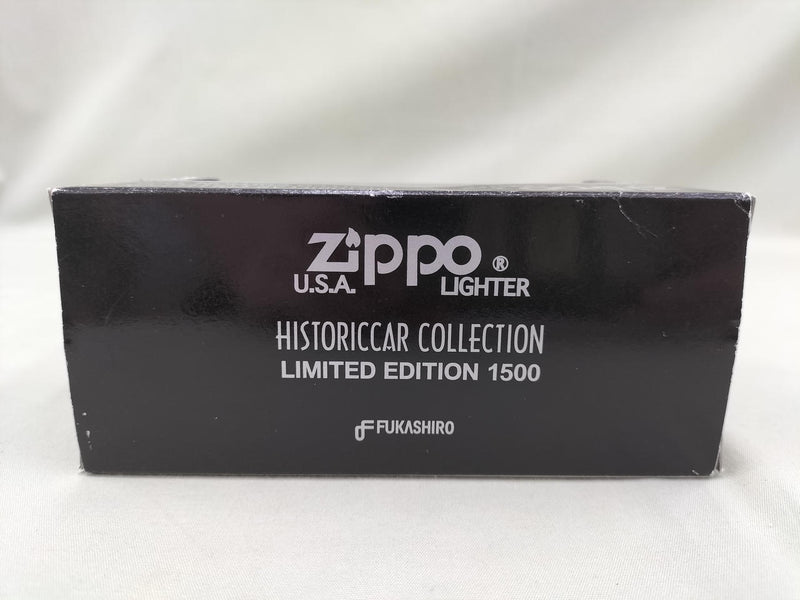 Zippo®
U.S.A. LIGHTER
HISTORICCAR COLLECTION
LIMITED EDITION 1500
FUKASHIRO